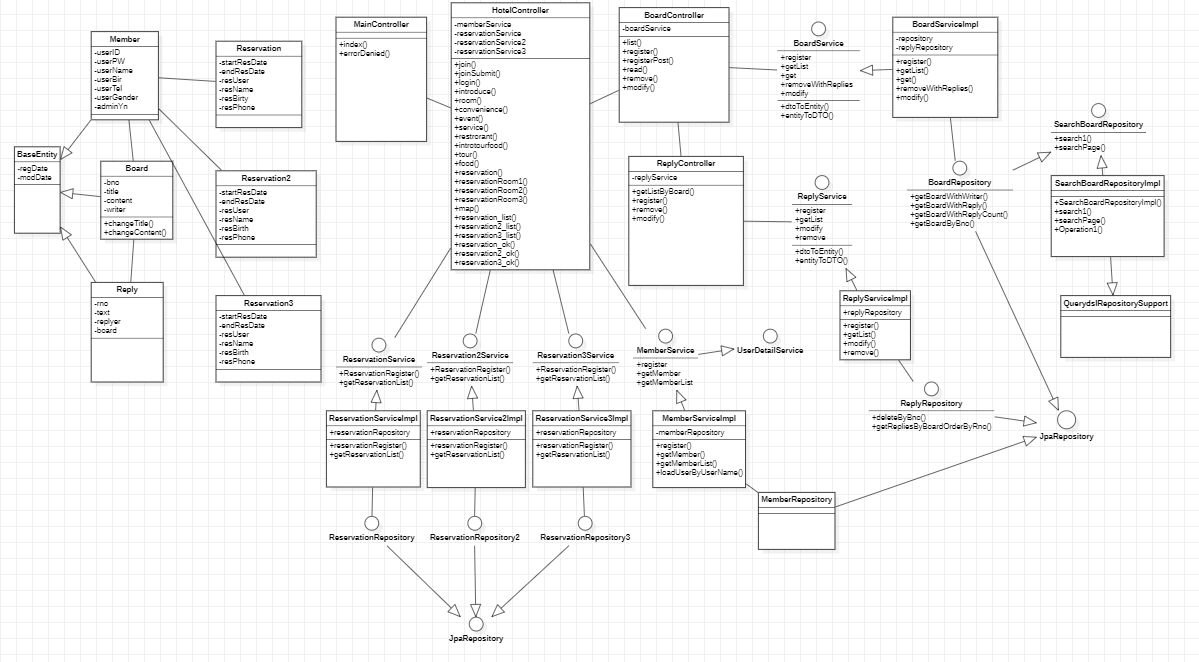 Member
-userID
-userPW
-userName
-userBir
-userTel
-userGender
-adminYn
Reservation
-startResDate
-endResDate
-resUser
-resName
-resBirty
-resPhone
BaseEntity
-regDate
-modDate
Board
-bno
-title
-content
-writer
+changeTitle()
+changeContent()
Reservation2
-startResDate
-endResDate
-resUser
-resName
-resBirth
-resPhone
Reply
-rno
-text
-replyer
-board
Reservation3
-startResDate
-endResDate
-resUser
-resName
-resBirth
-resPhone
MainController
+index()
+errorDenied()
HotelController
-memberService
-reservationService
-reservationService2
-reservationService3
+join()
+joinSubmit()
+login()
+introduce()
+room()
+convenience()
+event()
+service()
+restrorant()
+introtourfood()
+tour()
+food()
+reservation()
+reservationRoom1()
+reservationRoom2()
+reservationRoom3()
+map()
+reservation_list()
+reservation2_list()
+reservation3_list()
+reservation_ok()
+reservation2_ok()
+reservation3_ok()
BoardController
-boardService
+list()
+register()
+registerPost()
+read()
+remove()
+modify()
BoardService
+register
+getList
+get
+removeWithReplies
+modify
+dtoToEntity()
+entityToDTO()
BoardServiceImpl
-repository
-replyRepository
+register()
+getList()
+get()
+removeWithReplies()
+modify()
SearchBoardRepository
+search1()
+searchPage()
ReplyController
-replyService
+getListByBoard()
+register()
+remove()
+modify()
ReplyService
+register
+getList
+modify
+remove
+dtoToEntity()
+entityToDTO()
BoardRepository
+getBoardWithWriter()
+getBoardWithReply()
+getBoardWithReplyCount()
+getBoardByBno()
SearchBoardRepositoryImpl
+SearchBoardRepositoryImpl()
+search1()
+searchPage()
+Operation1()
QuerydslRepositorySupport
ReplyServiceImpl
+replyRepository
+register()
+getList()
+modify()
+remove()
ReservationService
+ReservationRegister()
+getReservationList()
Reservation2Service
+ReservationRegister()
+getReservationList()
Reservation3Service
+ReservationRegister()
+getReservationList()
MemberService
+register
+getMember
+getMemberList
UserDetailService
ReplyRepository
+deleteByBno()
+getRepliesByBoardOrderByRno()
JpaRepository
ReservationServiceImpl
+reservationRepository
+reservationRegister()
+getReservationList()
ReservationService2Impl
+reservationRepository
+reservationRegister()
+getReservationList()
ReservationService3Impl
+reservationRepository
+reservationRegister()
+getReservationList()
MemberServiceImpl
-memberRepository
+register()
+getMember()
+getMemberList()
+loadUserByUserName()
MemberRepository
ReservationRepository
ReservationRepository2
ReservationRepository3
JpaRepository